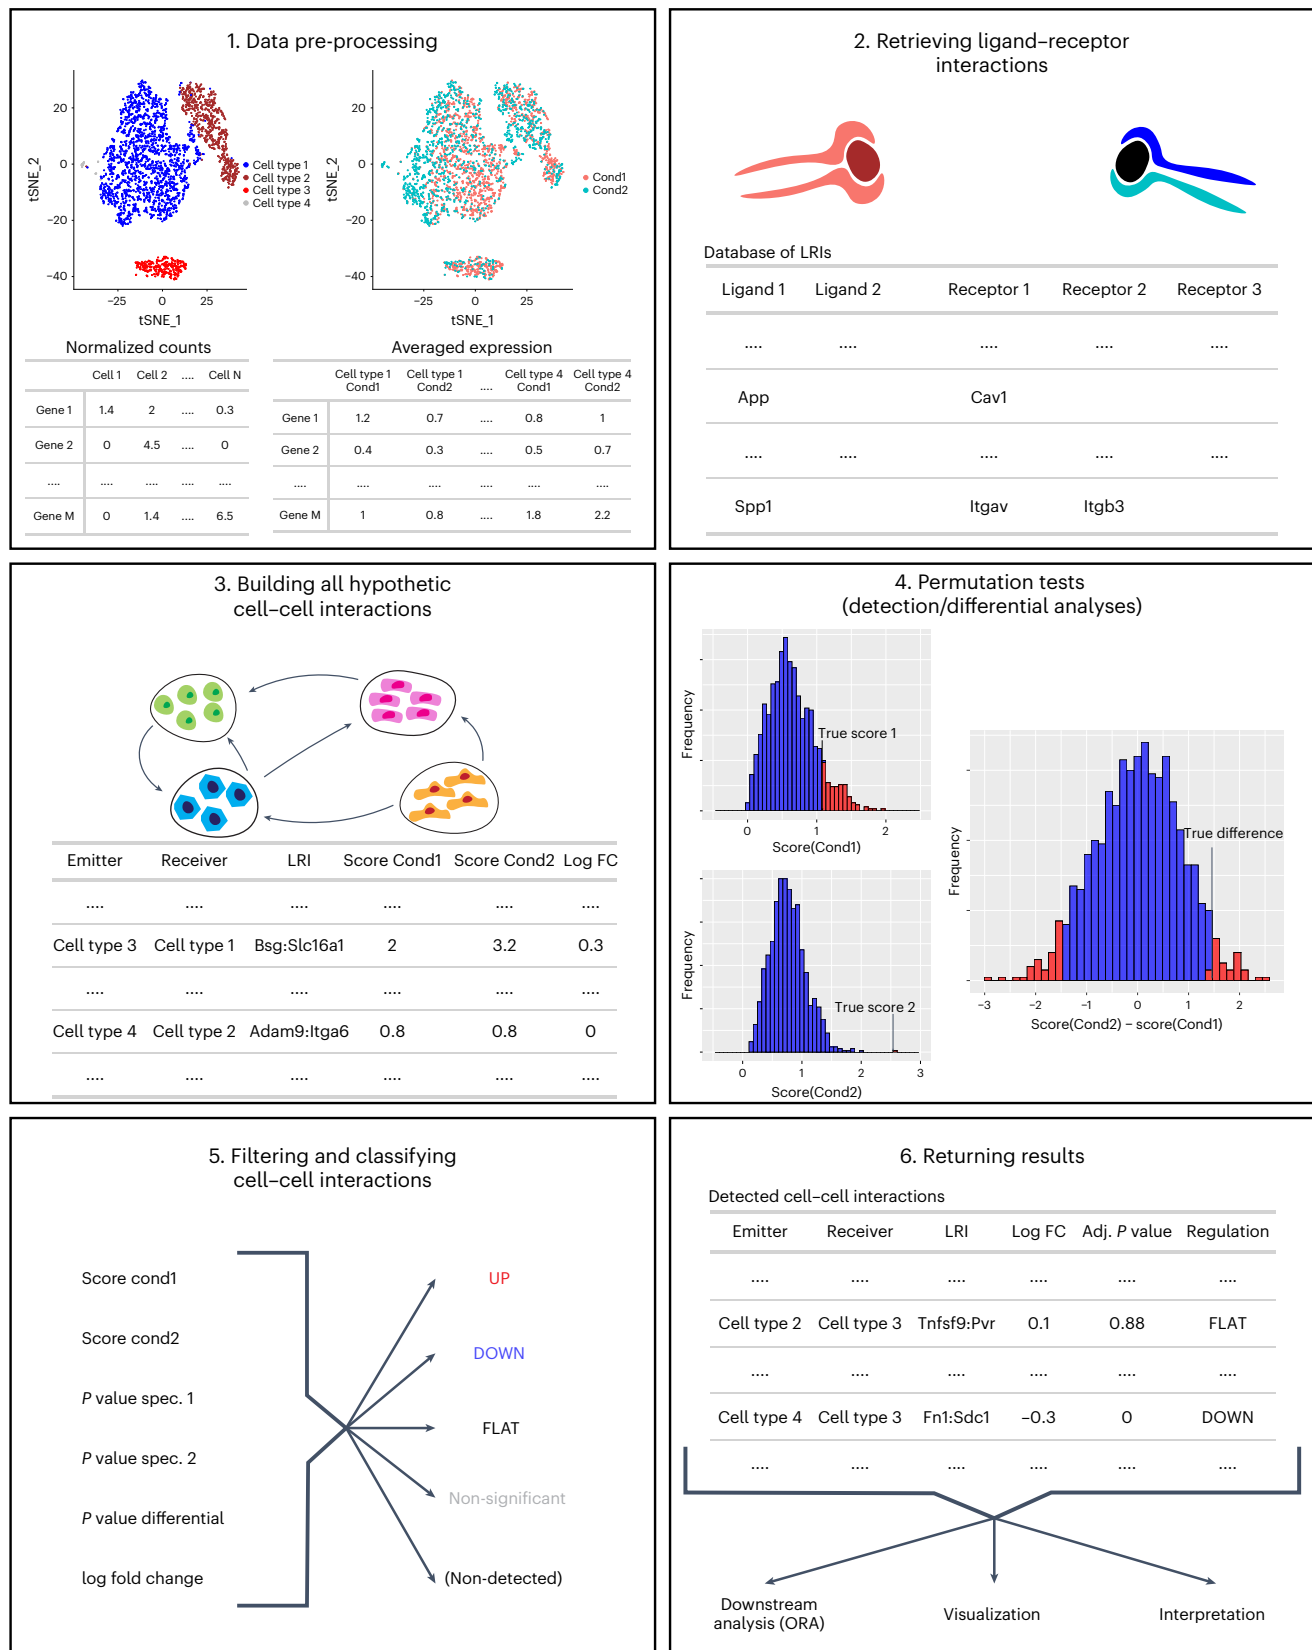 1. Data pre-processing
tSNE_2
20
0
−20
−40
−25
0
25
tSNE_1
Cell type 1
Cell type 2
Cell type 3
Cell type 4
tSNE_2
20
0
−20
−40
−25
0
25
tSNE_1
Cond1
Cond2
Normalized counts
Cell 1 Cell 2 .... Cell N
Gene 1 1.4 2 .... 0.3
Gene 2 0 4.5 .... 0
.... .... .... .... ....
Gene M 0 1.4 .... 6.5
Averaged expression
Cell type 1 Cell type 1 Cell type 4 Cell type 4
Cond1 Cond2 .... Cond1 Cond2
Gene 1 1.2 0.7 .... 0.8 1
Gene 2 0.4 0.3 .... 0.5 0.7
.... .... .... .... .... ....
Gene M 1 0.8 .... 1.8 2.2
2. Retrieving ligand–receptor
interactions
Database of LRIs
Ligand 1 Ligand 2 Receptor 1 Receptor 2 Receptor 3
.... .... .... .... ....
App Cav1
.... .... .... .... ....
Spp1 Itgav Itgb3
3. Building all hypothetic
cell–cell interactions
Emitter Receiver LRI Score Cond1 Score Cond2 Log FC
.... .... .... .... .... ....
Cell type 3 Cell type 1 Bsg:Slc16a1 2 3.2 0.3
.... .... .... .... .... ....
Cell type 4 Cell type 2 Adam9:Itga6 0.8 0.8 0
.... .... .... .... .... ....
4. Permutation tests
(detection/differential analyses)
Frequency
True score 1
0 1 2
Score(Cond1)
Frequency
True score 2
0 1 2 3
Score(Cond2)
Frequency
True difference
−3 −2 −1 0 1 2
Score(Cond2) − score(Cond1)
5. Filtering and classifying
cell–cell interactions
Score cond1
Score cond2
P value spec. 1
P value spec. 2
P value differential
log fold change
UP
DOWN
FLAT
Non-significant
(Non-detected)
6. Returning results
Detected cell–cell interactions
Emitter Receiver LRI Log FC Adj. P value Regulation
.... .... .... .... .... ....
Cell type 2 Cell type 3 Tnfsf9:Pvr 0.1 0.88 FLAT
.... .... .... .... .... ....
Cell type 4 Cell type 3 Fn1:Sdc1 −0.3 0 DOWN
.... .... .... .... .... ....
Downstream
analysis (ORA)
Visualization
Interpretation